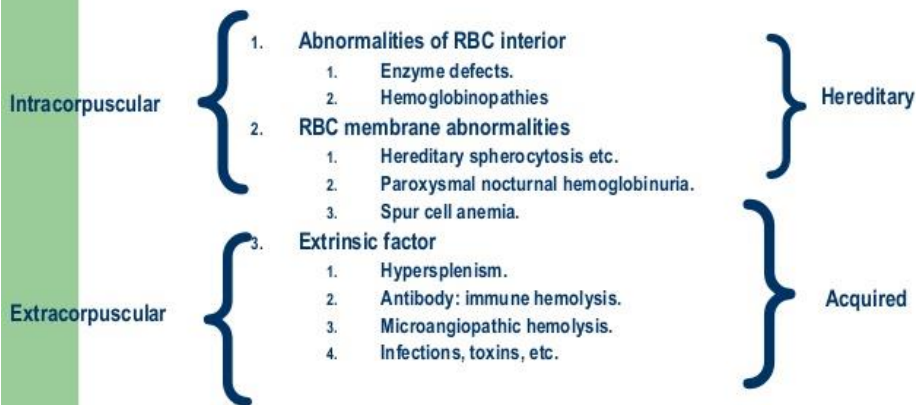 1. Abnormalities of RBC interior
1. Enzyme defects.
Intracorpuscular
2. Hemoglobinopathies
Hereditary
2. RBC membrane abnormalities
1. Hereditary spherocytosis etc.
2. Paroxysmal nocturnal hemoglobinuria.
3. Spur cell anemia.
3. Extrinsic factor
1. Hypersplenism.
2. Antibody: immune hemolysis.
Extracorpuscular
Acquired
3. Microangiopathic hemolysis.
4. Infections, toxins, etc.